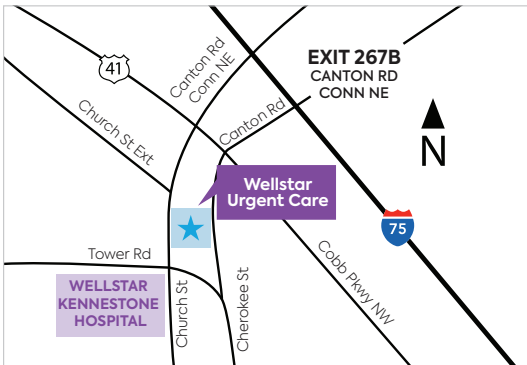 41
Canton Rd
Conn NE
EXIT 267B
CANTON RD
CONN NE
Church St Ext
Canton Rd
N
Wellstar
Urgent Care
75
Tower Rd
Cobb Pkwy NW
WELLSTAR
KENNESTONE
HOSPITAL
Church St
Cherokee St